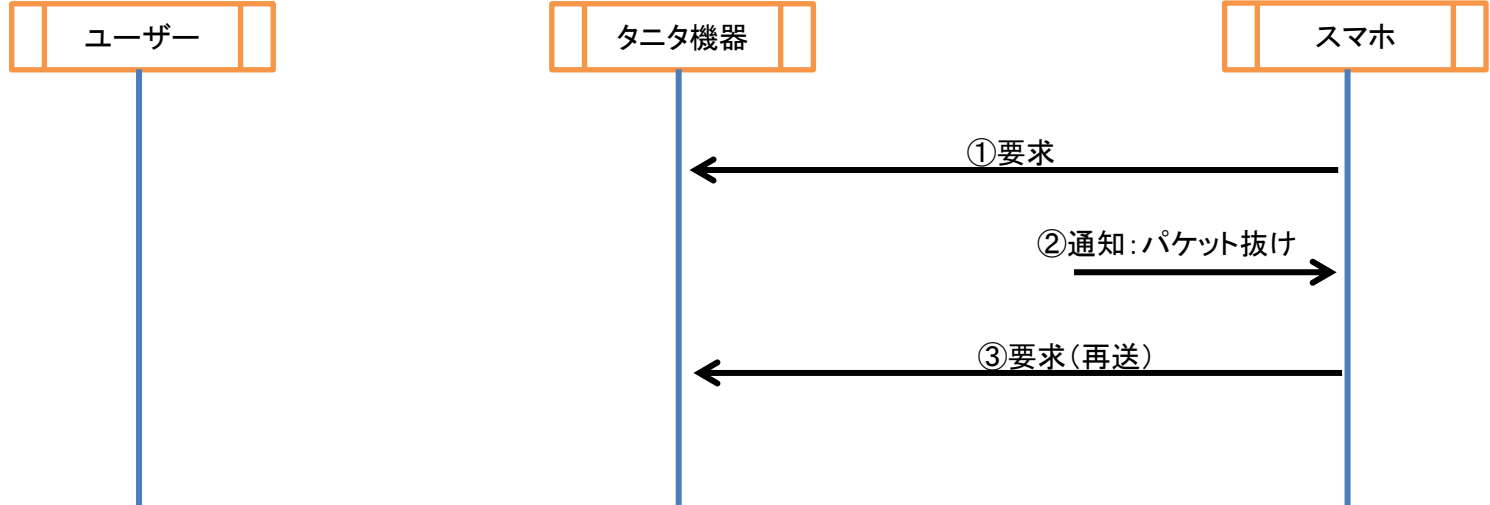 ユーザー
タニタ機器
スマホ
①要求
②通知：パケット抜け
③要求（再送）